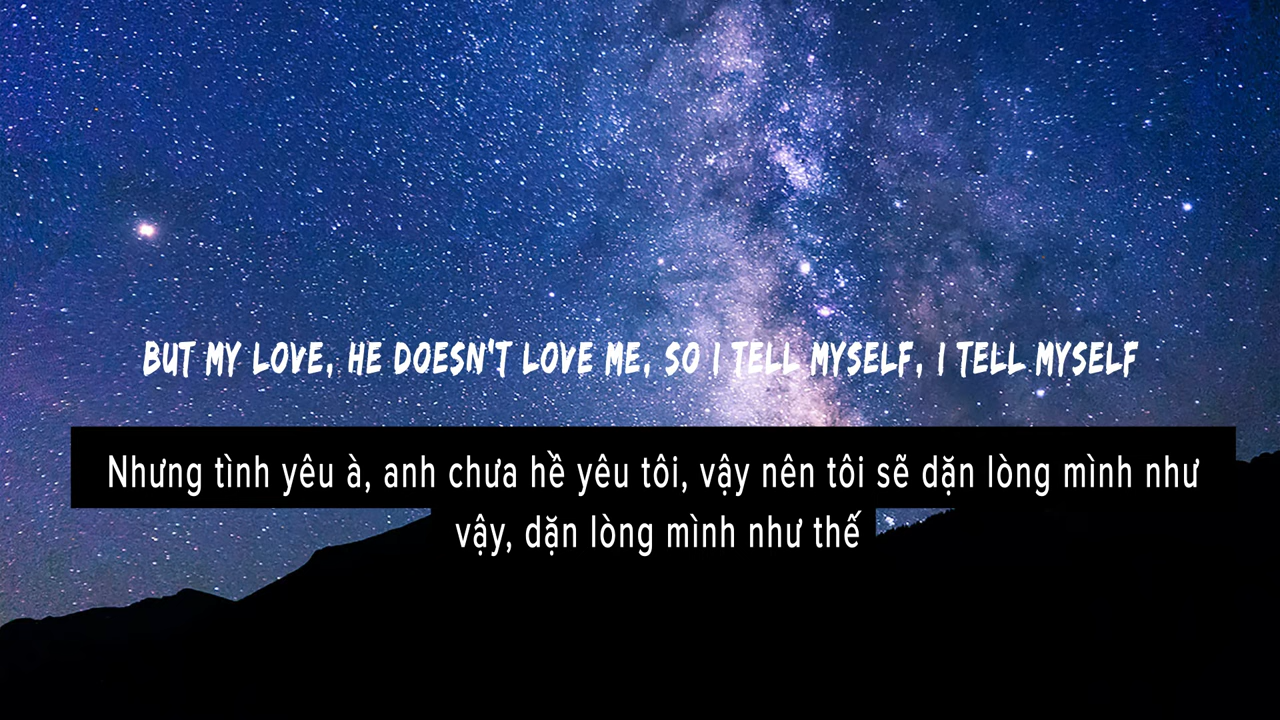 BUT MY LOVE, HE DOESN'T LOVE ME, SO I TELL MYSELF, I TELL MYSELF
Nhưng tình yêu à, anh chưa hề yêu tôi, vậy nên tôi sẽ dặn lòng mình như
vậy, dặn lòng mình như thế